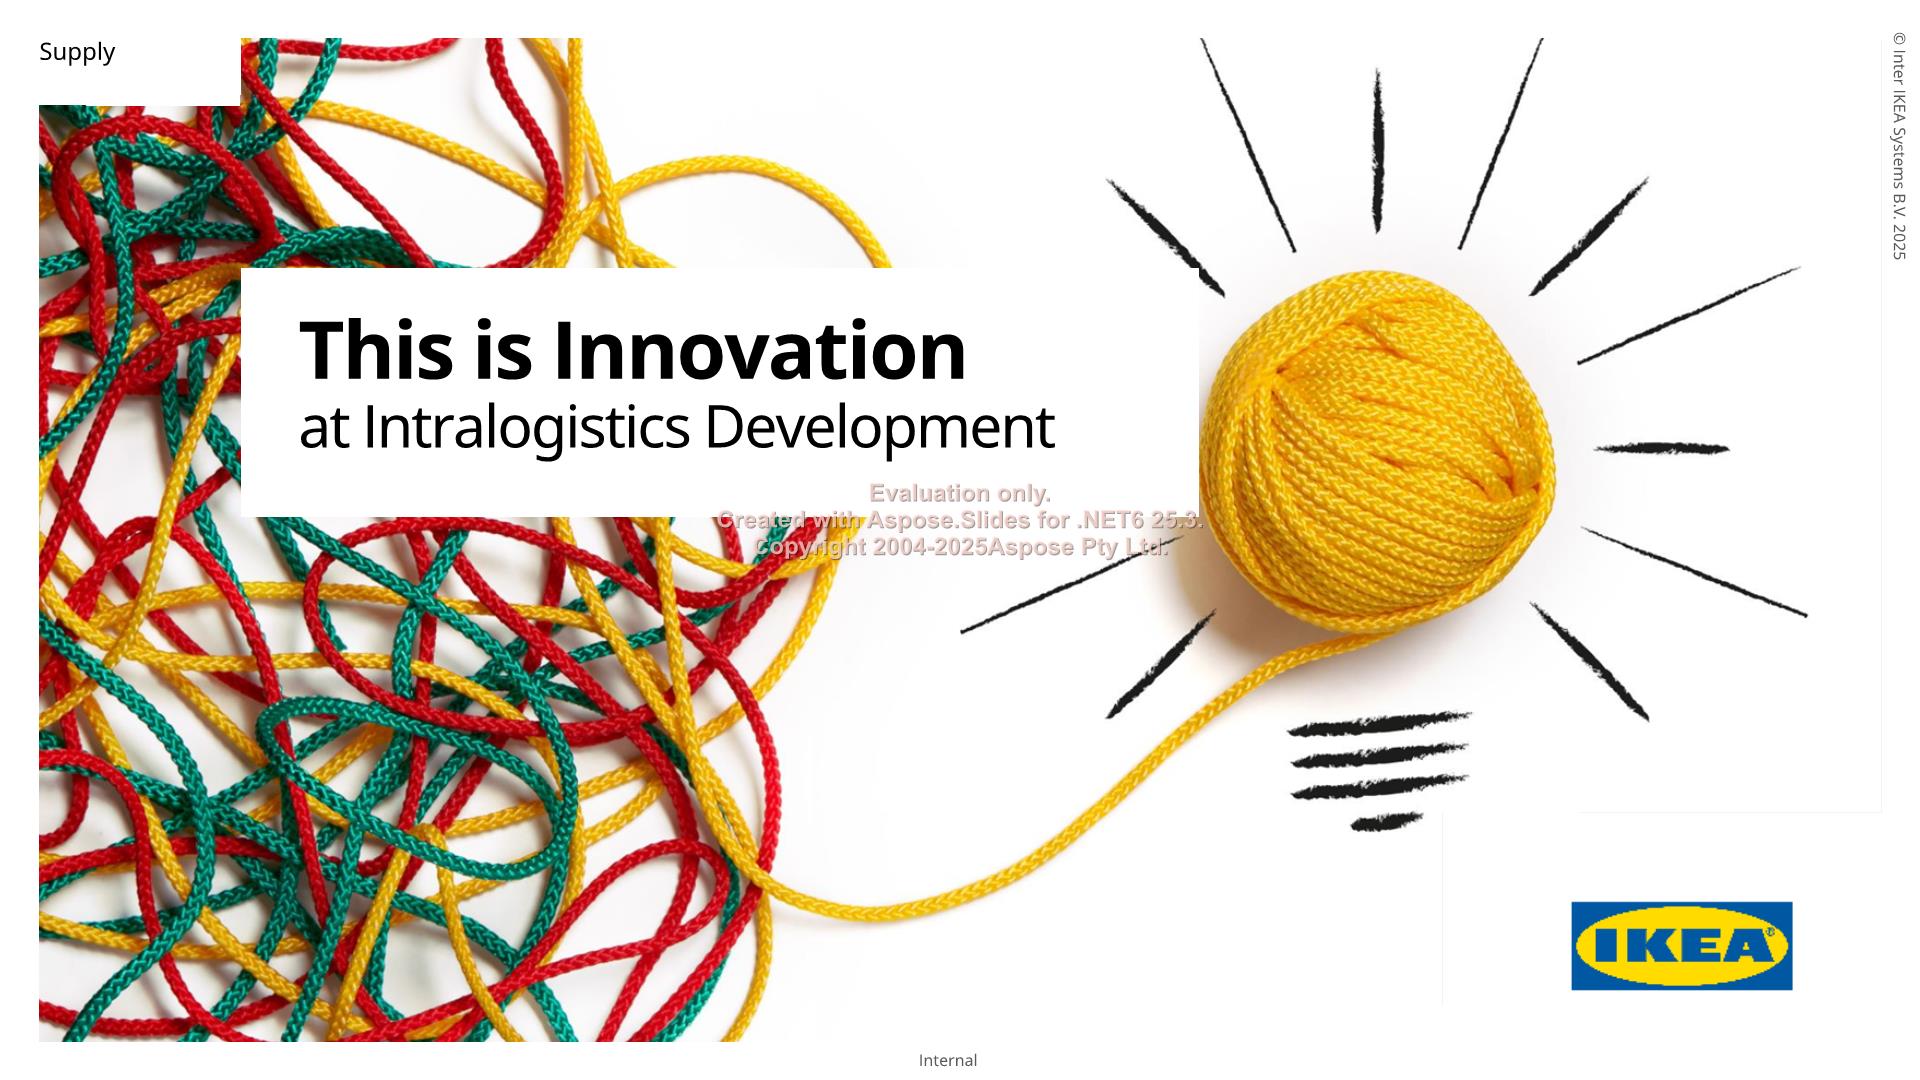 Supply
© Inter IKEA Systems B.V. 2025
This is Innovation
at Intralogistics Development
Evaluation only.
Created with Aspose.Slides for .NET6 25.3.
Copyright 2004-2025Aspose Pty Ltd.
IKEA®
Internal